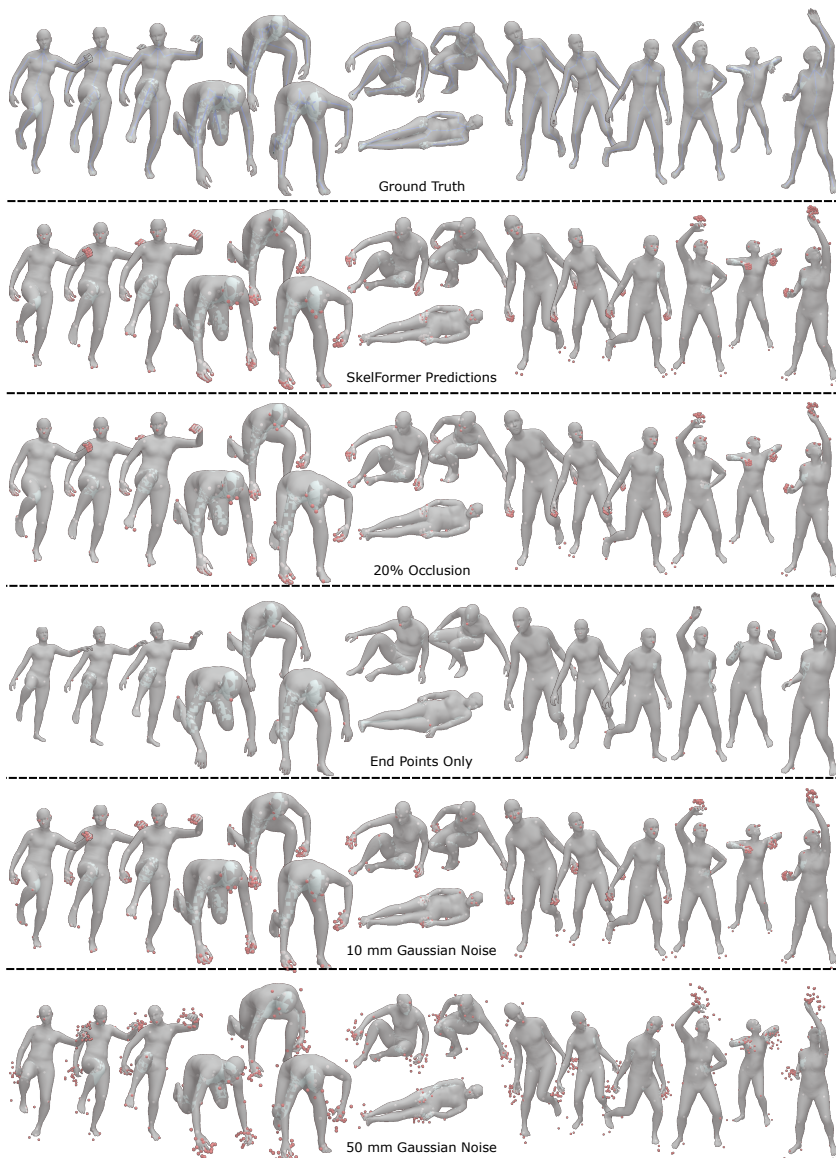 Ground Truth
SkelFormer Predictions
20% Occlusion
End Points Only
10 mm Gaussian Noise
50 mm Gaussian Noise